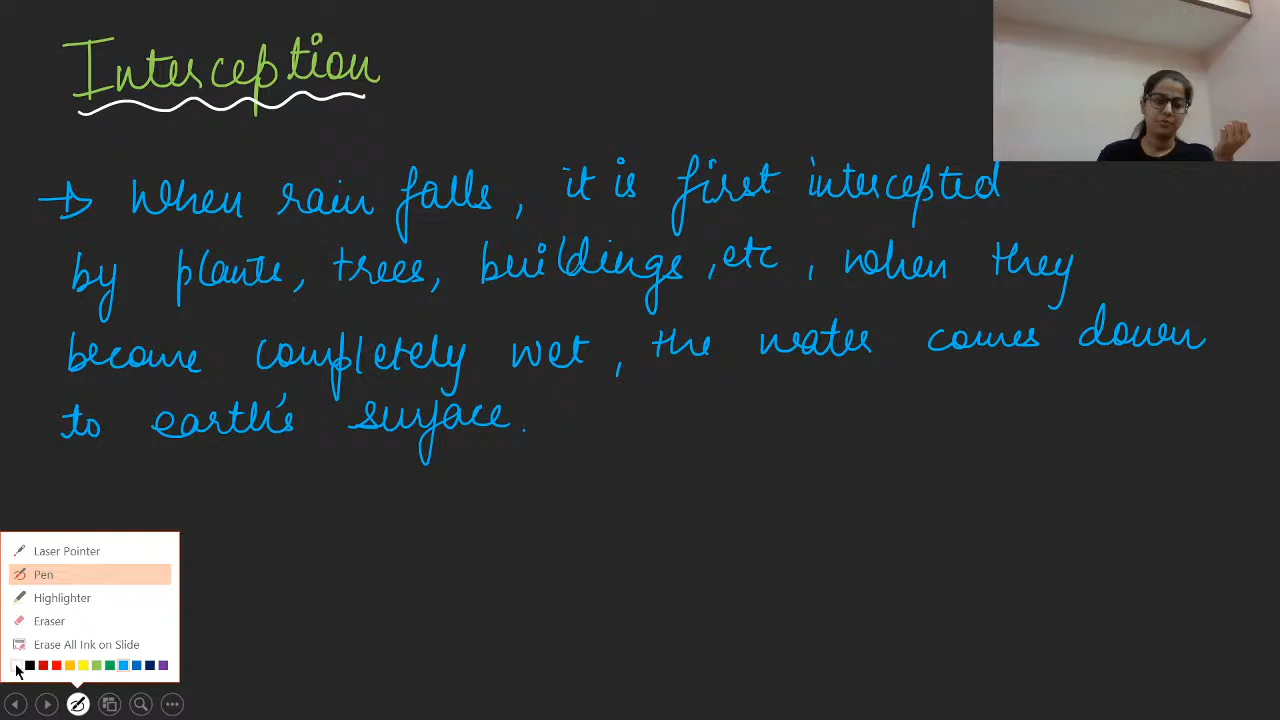 Interception
→ When rain falls, it is first intercepted
by plants, trees, buildings, etc, when they
become completely wet, the water comes down
to earth's surface.
Laser Pointer
Pen
Highlighter
Eraser
Erase All Ink on Slide